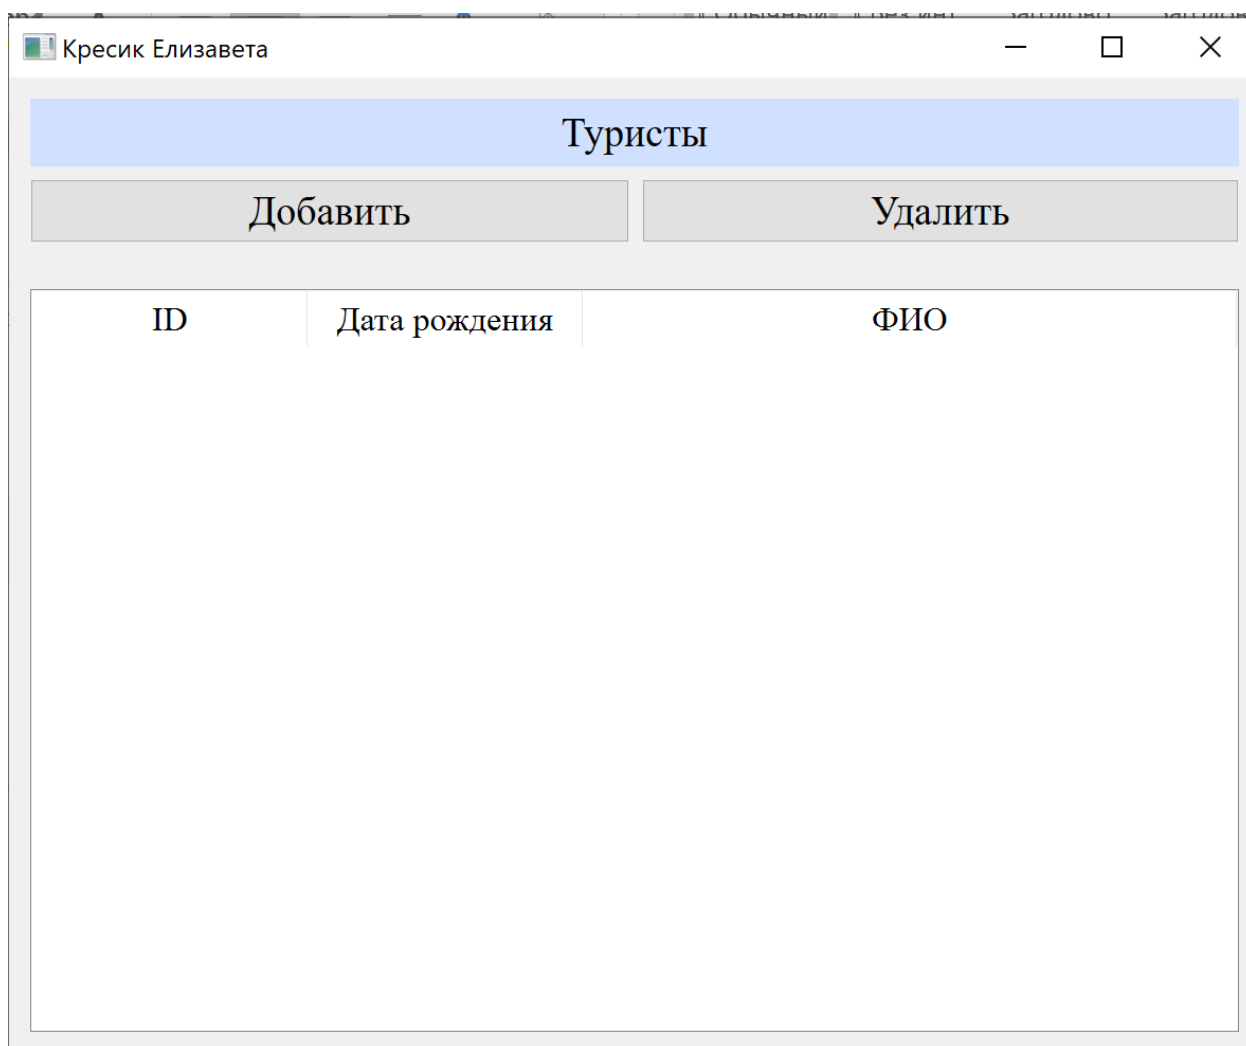 Кресик Елизавета
Туристы
Добавить Удалить
ID Дата рождения ФИО